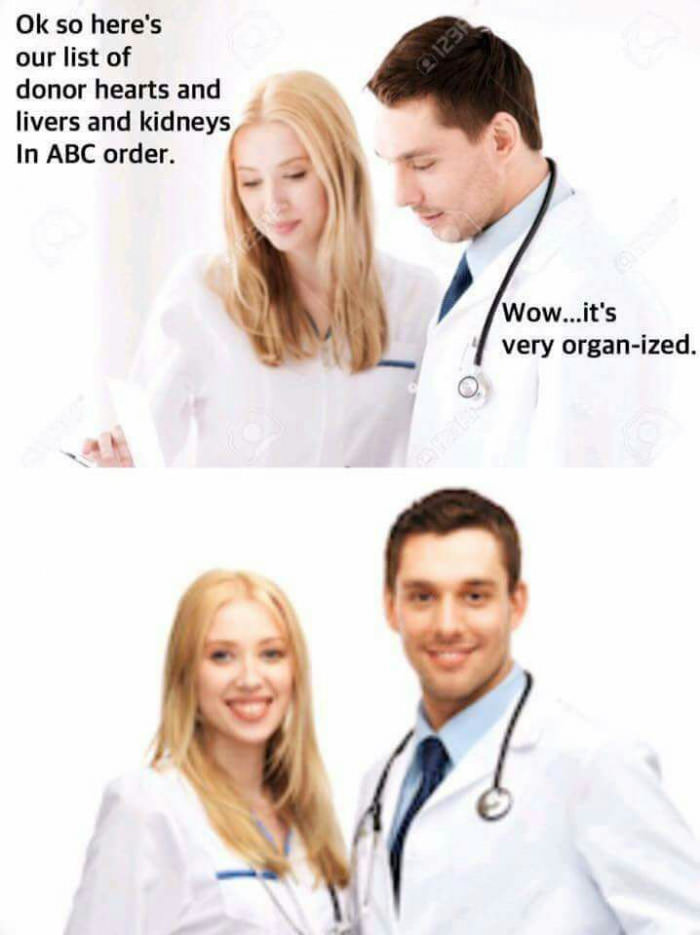 Ok so here's
our list of
donor hearts and
livers and kidneys
In ABC order.
Wow...it's
very organ-ized.